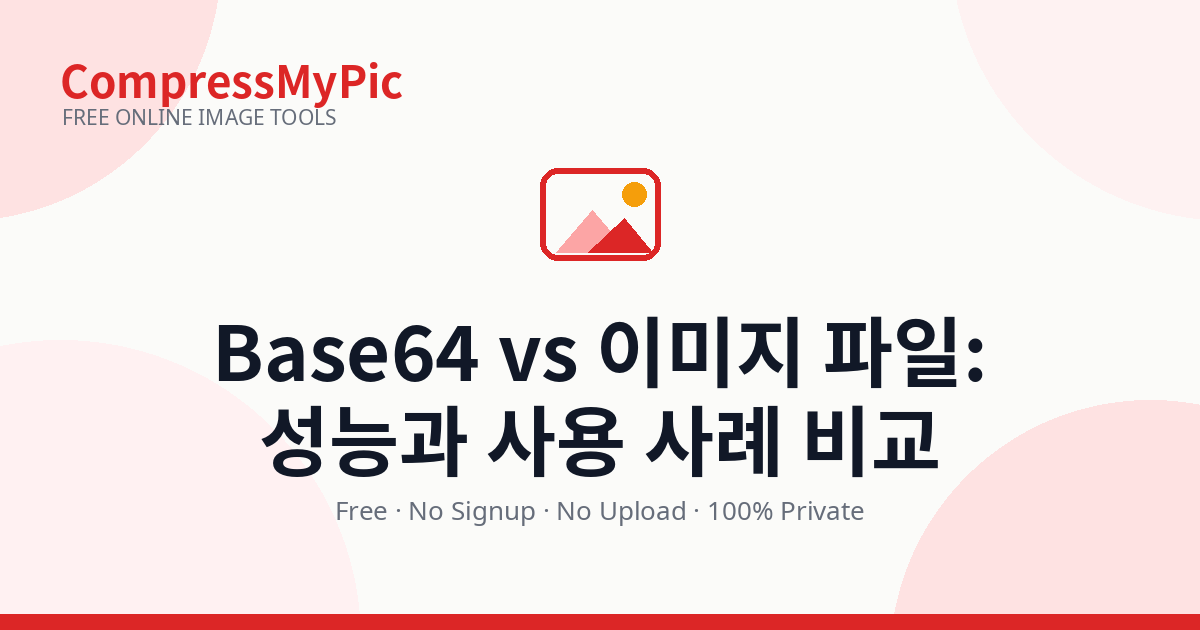 CompressMyPic
FREE ONLINE IMAGE TOOLS
Base64 vs 이미지 파일:
성능과 사용 사례 비교
Free · No Signup · No Upload · 100% Private